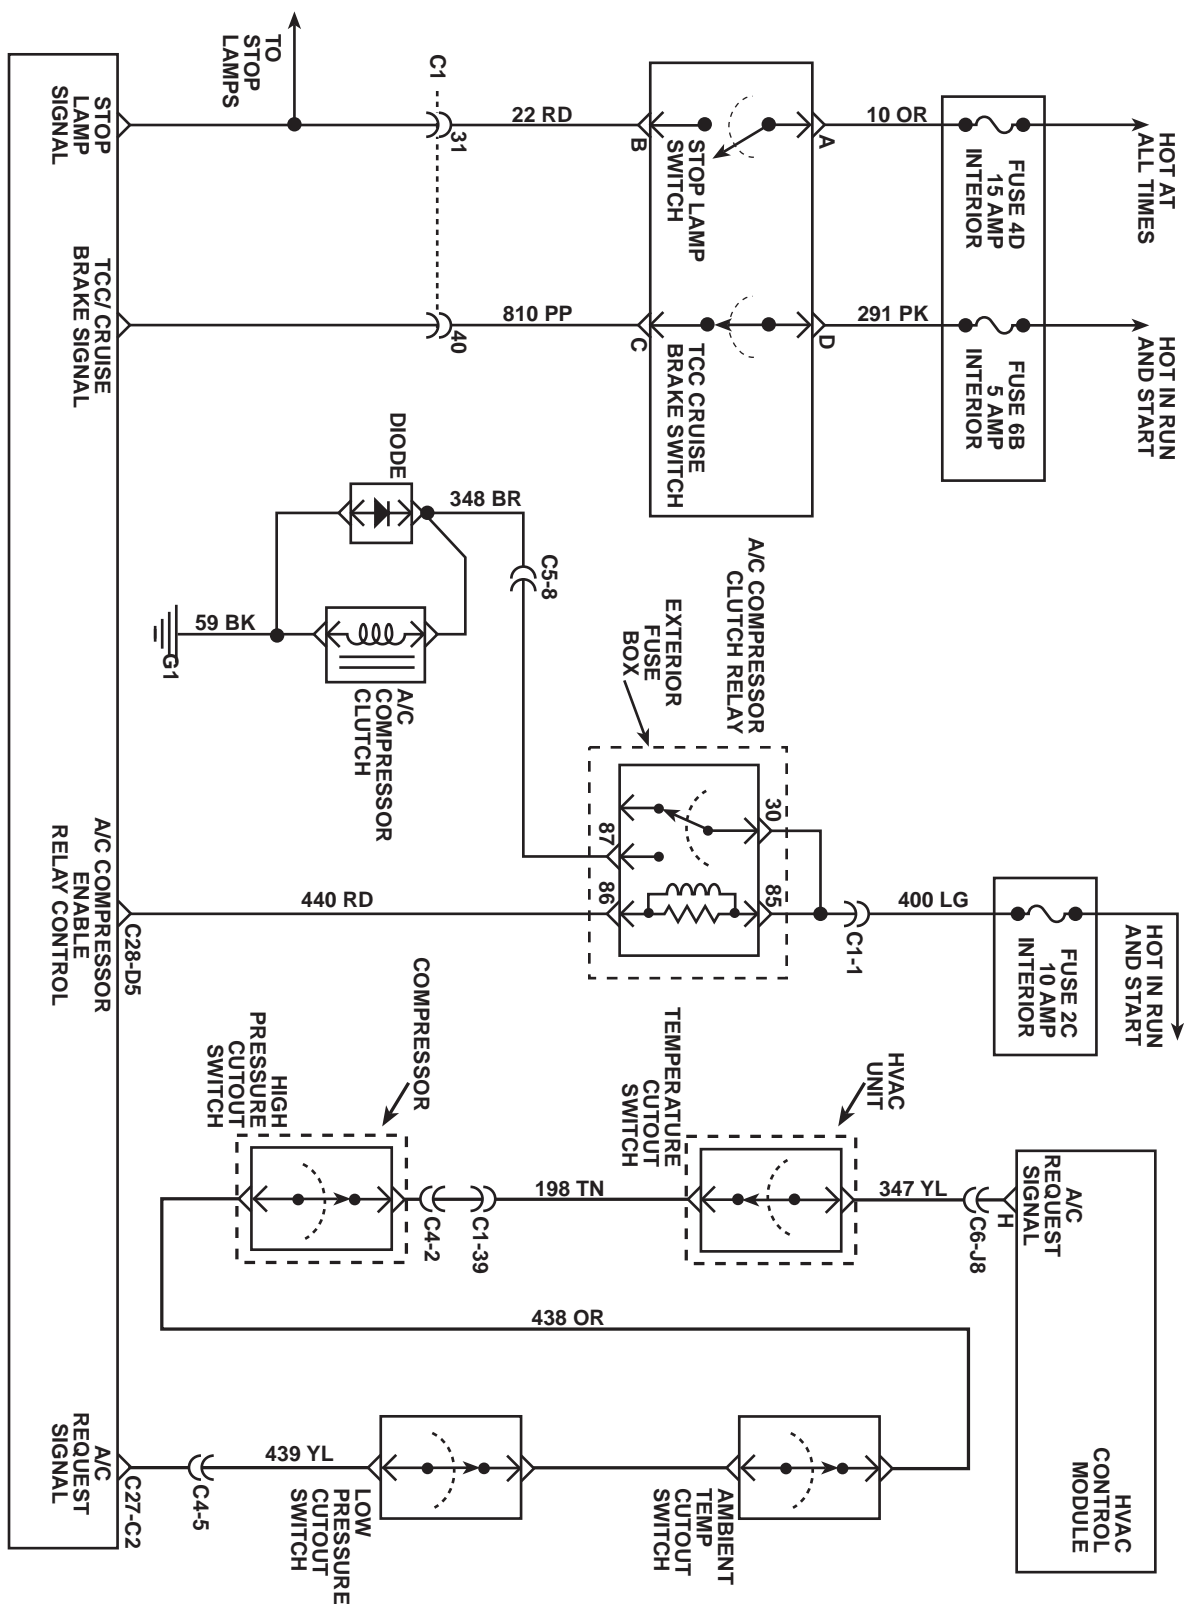 HOT AT
ALL TIMES
HOT IN RUN
AND START
HOT IN RUN
AND START
FUSE 4D
15 AMP
INTERIOR
FUSE 6B
5 AMP
INTERIOR
FUSE 2C
10 AMP
INTERIOR
HVAC
CONTROL
MODULE
A/C
REQUEST
SIGNAL
H
10 OR
291 PK
400 LG
C1-1
347 YL
C6-J8
A
D
STOP LAMP
SWITCH
TCC CRUISE
BRAKE SWITCH
B
C
A/C COMPRESSOR
CLUTCH RELAY
EXTERIOR
FUSE
BOX
30
85
87
86
HVAC
UNIT
TEMPERATURE
CUTOUT
SWITCH
AMBIENT
TEMP
CUTOUT
SWITCH
22 RD
810 PP
C5-8
348 BR
198 TN
438 OR
C1
31
40
DIODE
A/C
COMPRESSOR
CLUTCH
59 BK
G1
440 RD
C1-39
C4-2
COMPRESSOR
HIGH
PRESSURE
CUTOUT
SWITCH
LOW
PRESSURE
CUTOUT
SWITCH
439 YL
C4-5
TO
STOP
LAMPS
STOP
LAMP
SIGNAL
TCC/ CRUISE
BRAKE SIGNAL
C28-D5
A/C COMPRESSOR
ENABLE
RELAY CONTROL
C27-C2
A/C
REQUEST
SIGNAL